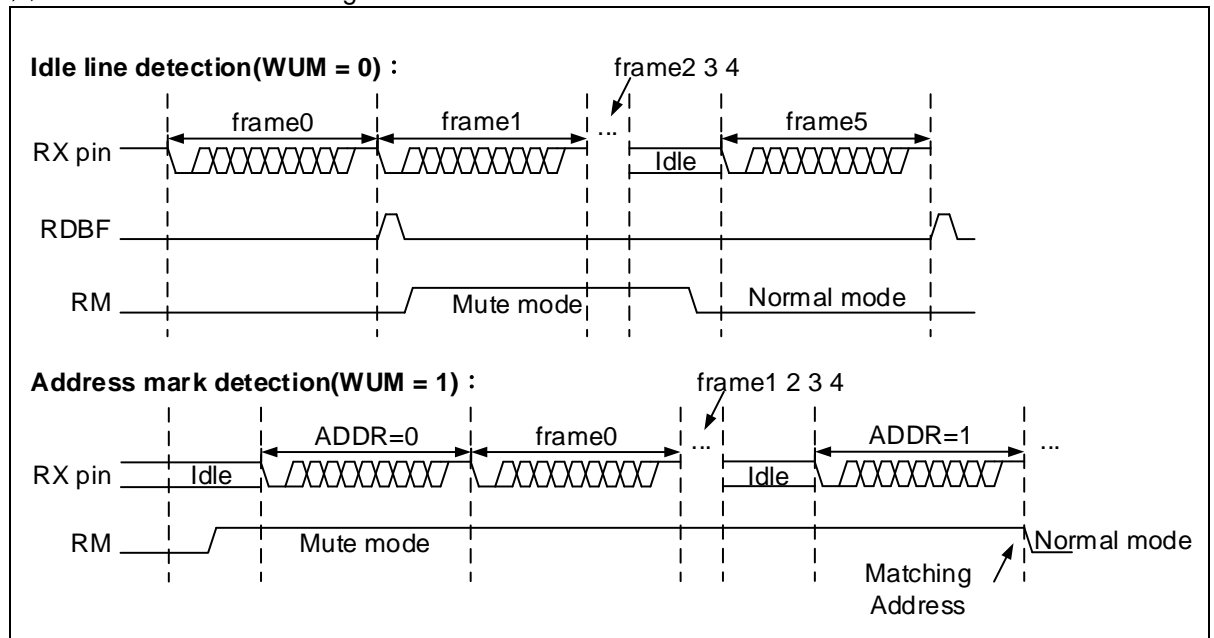 Idle line detection(WUM = 0)：
frame2 3 4
frame0 frame1 ... frame5
RX pin Idle
RDBF
RM Mute mode Normal mode
Address mark detection(WUM = 1)：
frame1 2 3 4
ADDR=0 frame0 ... ADDR=1 ...
RX pin Idle Idle
RM Mute mode Normal mode
Matching
Address